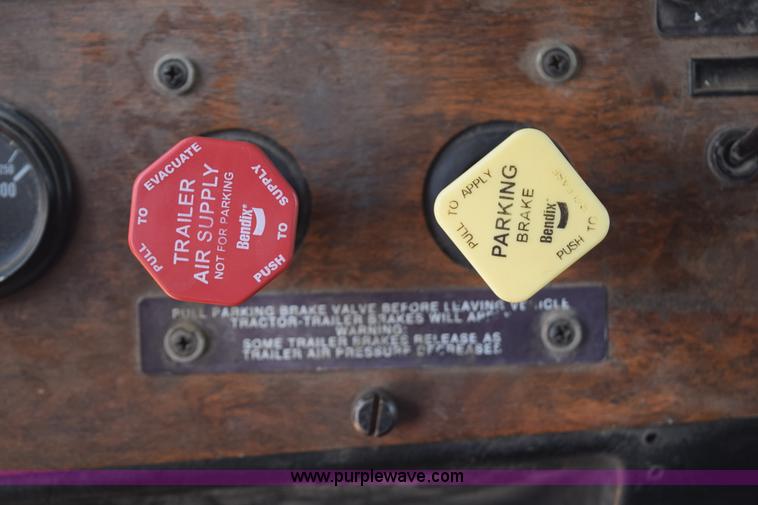 PULL TO EVACUATE
TRAILER
AIR SUPPLY
NOT FOR PARKING
Bendix®
PUSH TO SUPPLY
PULL TO APPLY
PARKING
BRAKE
Bendix®
PUSH TO
PULL PARKING BRAKE VALVE BEFORE LEAVING VEHICLE
TRACTOR-TRAILER BRAKES WILL
WARNING:
SOME TRAILER BRAKES RELEASE AS
TRAILER AIR PRESSURE DECREASES
www.purplewave.com